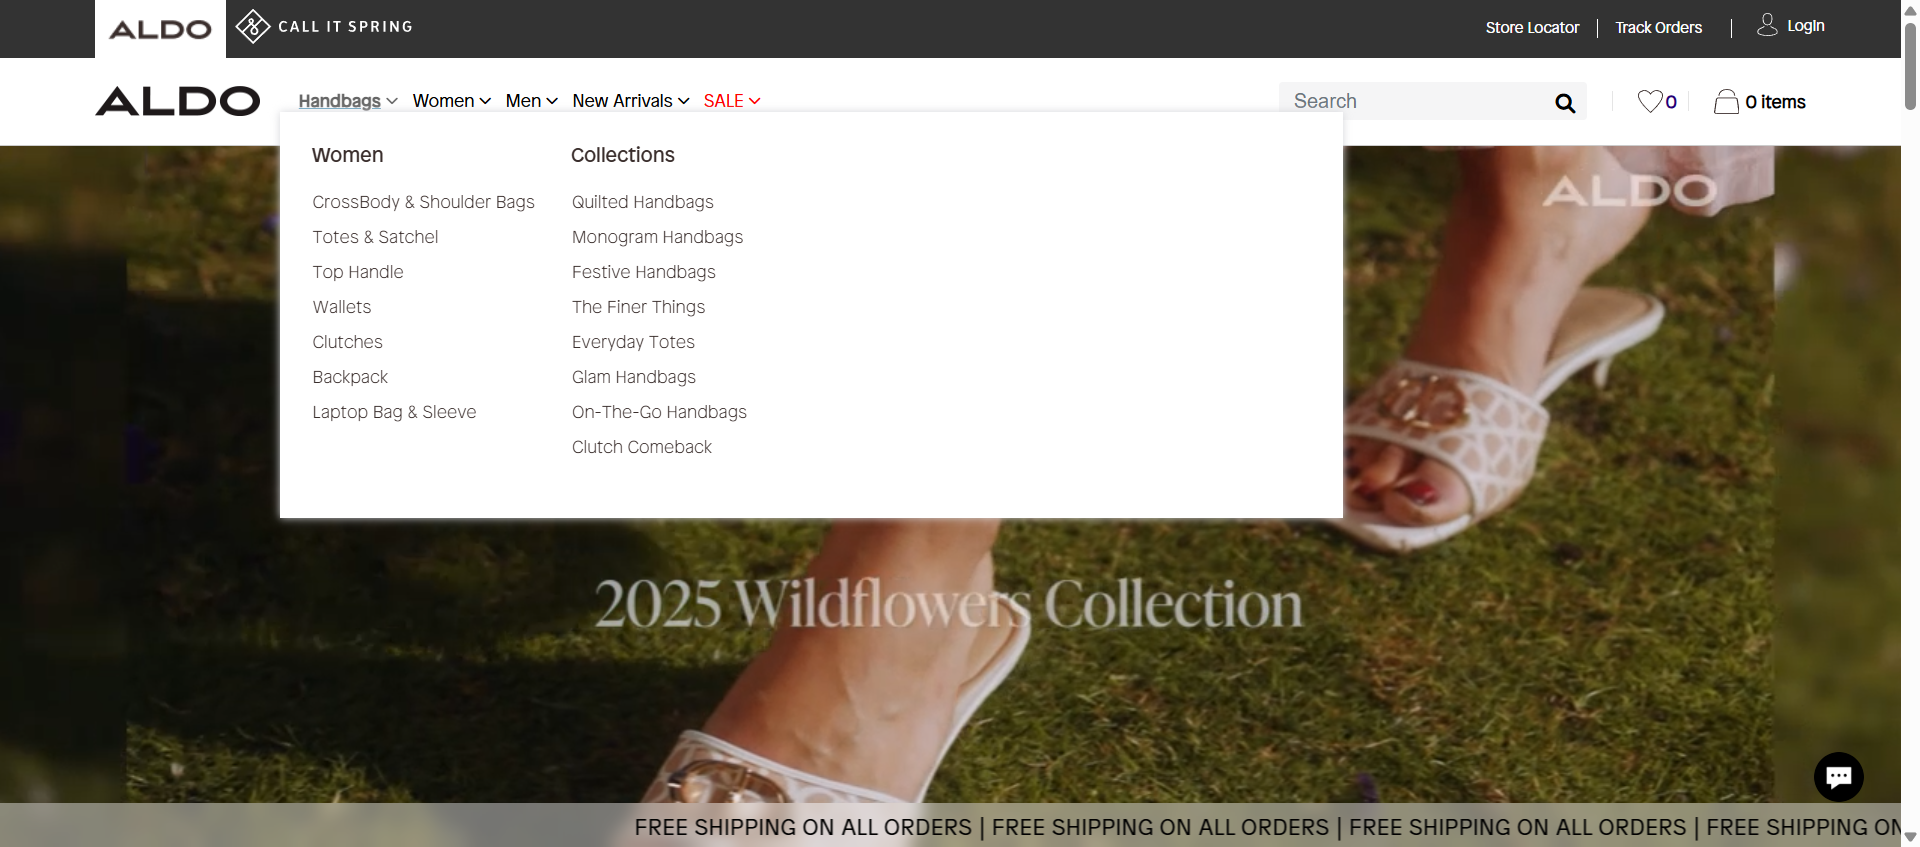 ALDO
CALL IT SPRING
Store Locator
Track Orders
Login
ALDO
Handbags
Women
Men
New Arrivals
SALE
Search
0
0 items
Women
CrossBody & Shoulder Bags
Totes & Satchel
Top Handle
Wallets
Clutches
Backpack
Laptop Bag & Sleeve
Collections
Quilted Handbags
Monogram Handbags
Festive Handbags
The Finer Things
Everyday Totes
Glam Handbags
On-The-Go Handbags
Clutch Comeback
ALDO
2025 Wildflowers Collection
FREE SHIPPING ON ALL ORDERS | FREE SHIPPING ON ALL ORDERS | FREE SHIPPING ON ALL ORDERS | FREE SHIPPING ON